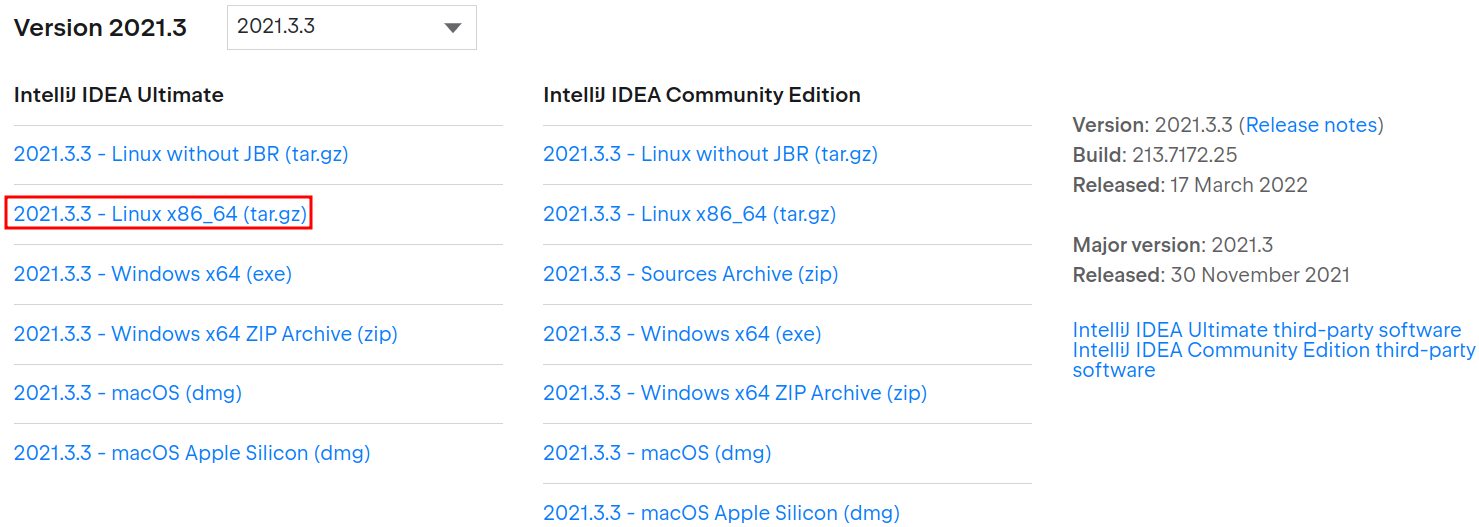 Version 2021.3
2021.3.3
IntelliJ IDEA Ultimate
2021.3.3 - Linux without JBR (tar.gz)
2021.3.3 - Linux x86_64 (tar.gz)
2021.3.3 - Windows x64 (exe)
2021.3.3 - Windows x64 ZIP Archive (zip)
2021.3.3 - macOS (dmg)
2021.3.3 - macOS Apple Silicon (dmg)
IntelliJ IDEA Community Edition
2021.3.3 - Linux without JBR (tar.gz)
2021.3.3 - Linux x86_64 (tar.gz)
2021.3.3 - Sources Archive (zip)
2021.3.3 - Windows x64 (exe)
2021.3.3 - Windows x64 ZIP Archive (zip)
2021.3.3 - macOS (dmg)
2021.3.3 - macOS Apple Silicon (dmg)
Version: 2021.3.3 (Release notes)
Build: 213.7172.25
Released: 17 March 2022
Major version: 2021.3
Released: 30 November 2021
IntelliJ IDEA Ultimate third-party software
IntelliJ IDEA Community Edition third-party
software